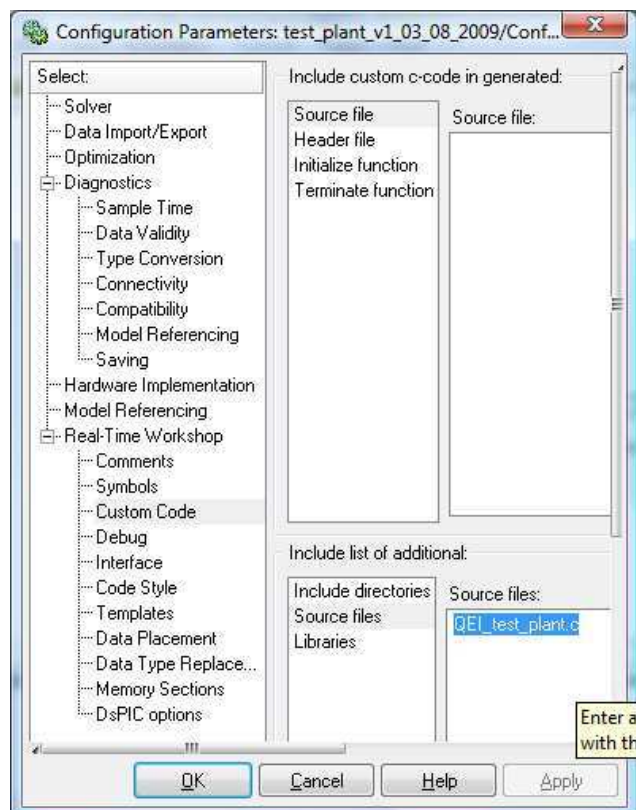 Configuration Parameters: test_plant_v1_03_08_2009/Conf...
Select:
Solver
Data Import/Export
Optimization
Diagnostics
Sample Time
Data Validity
Type Conversion
Connectivity
Compatibility
Model Referencing
Saving
Hardware Implementation
Model Referencing
Real-Time Workshop
Comments
Symbols
Custom Code
Debug
Interface
Code Style
Templates
Data Placement
Data Type Replace...
Memory Sections
DsPIC options
Include custom c-code in generated:
Source file
Header file
Initialize function
Terminate function
Source file:
Include list of additional:
Include directories
Source files
Libraries
Source files:
QEI_test_plant.c
Enter a
with th
OK
Cancel
Help
Apply